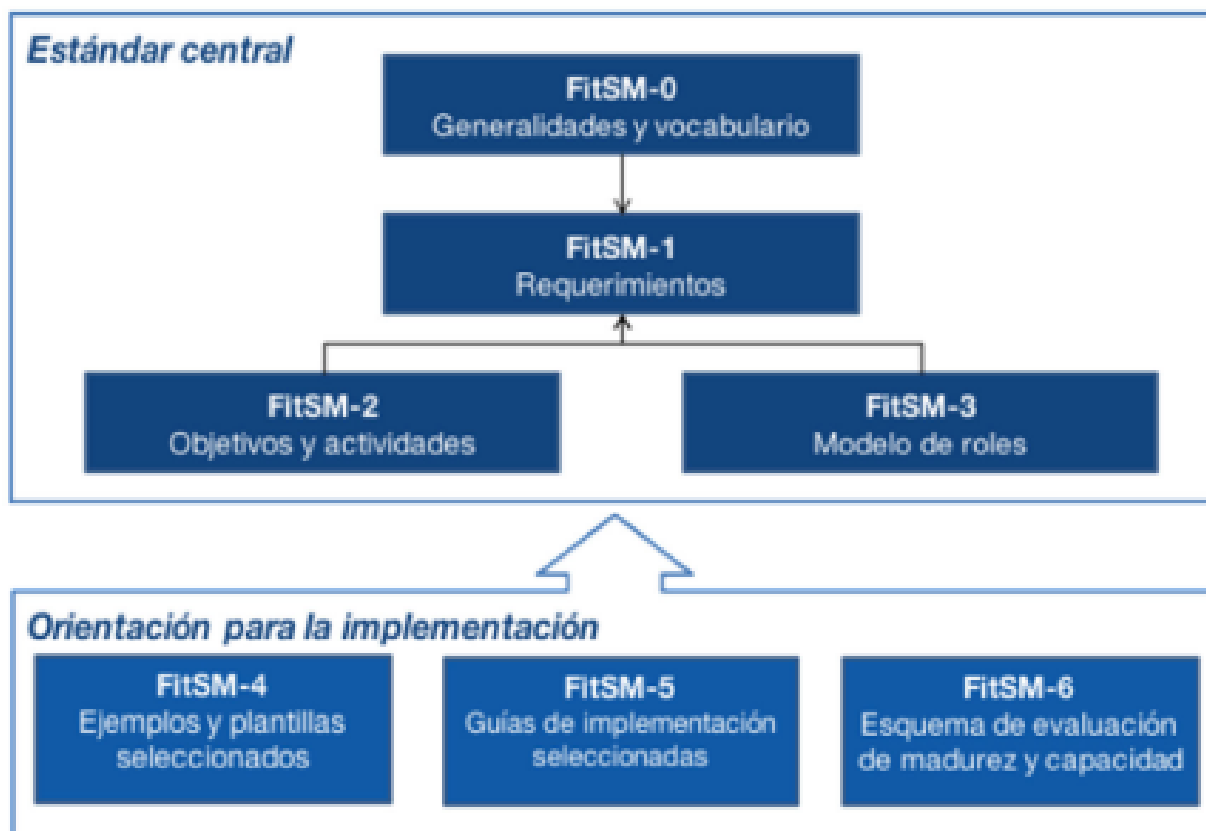 Estándar central
FitSM-0
Generalidades y vocabulario
FitSM-1
Requerimientos
FitSM-2
Objetivos y actividades
FitSM-3
Modelo de roles
Orientación para la implementación
FitSM-4
Ejemplos y plantillas
seleccionados
FitSM-5
Guías de implementación
seleccionadas
FitSM-6
Esquema de evaluación
de madurez y capacidad